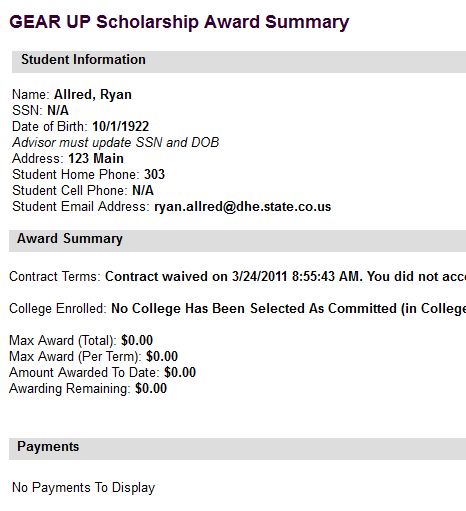 GEAR UP Scholarship Award Summary
Student Information
Name: Allred, Ryan
SSN: N/A
Date of Birth: 10/1/1922
Advisor must update SSN and DOB
Address: 123 Main
Student Home Phone: 303
Student Cell Phone: N/A
Student Email Address: ryan.allred@dhe.state.co.us
Award Summary
Contract Terms: Contract waived on 3/24/2011 8:55:43 AM. You did not acc
College Enrolled: No College Has Been Selected As Committed (in College
Max Award (Total): $0.00
Max Award (Per Term): $0.00
Amount Awarded To Date: $0.00
Awarding Remaining: $0.00
Payments
No Payments To Display